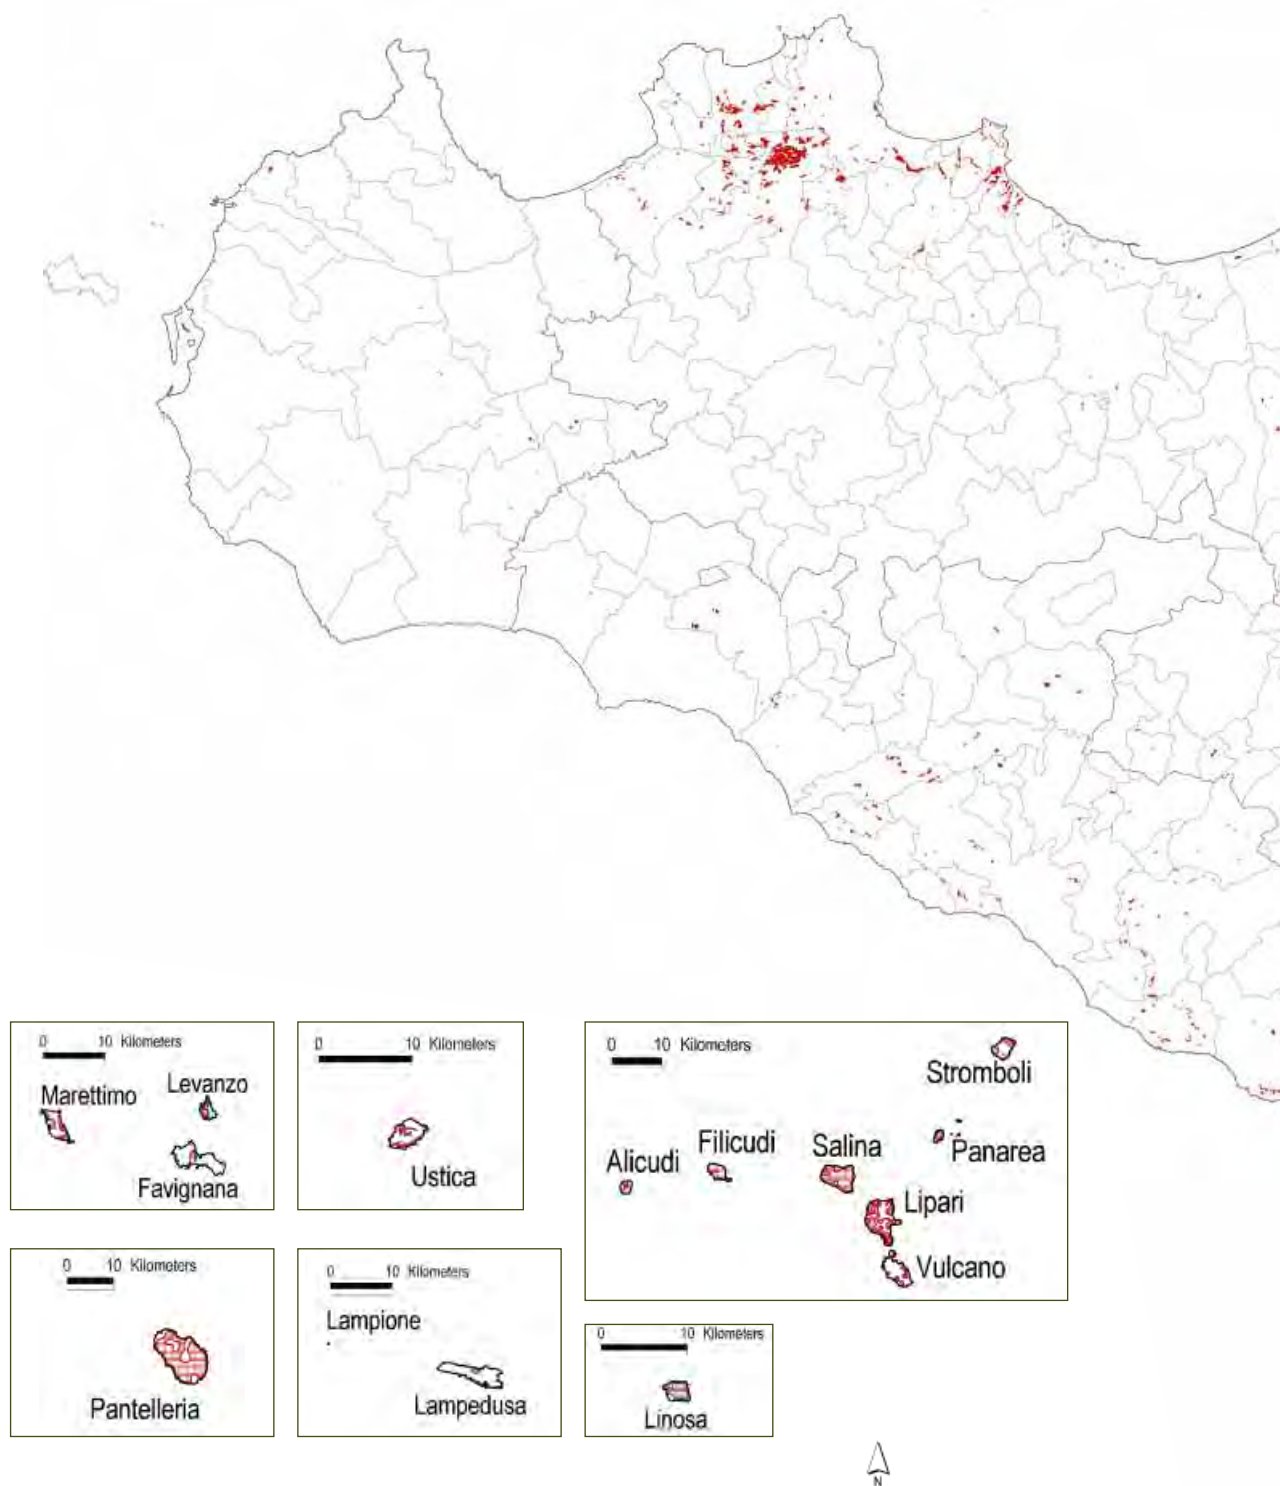 0 10 Kilometers
Marettimo
Levanzo
Favignana
0 10 Kilometers
Ustica
0 10 Kilometers
Stromboli
Alicudi
Filicudi
Salina
Panarea
Lipari
Vulcano
0 10 Kilometers
Pantelleria
0 10 Kilometers
Lampione
Lampedusa
0 10 Kilometers
Linosa
N